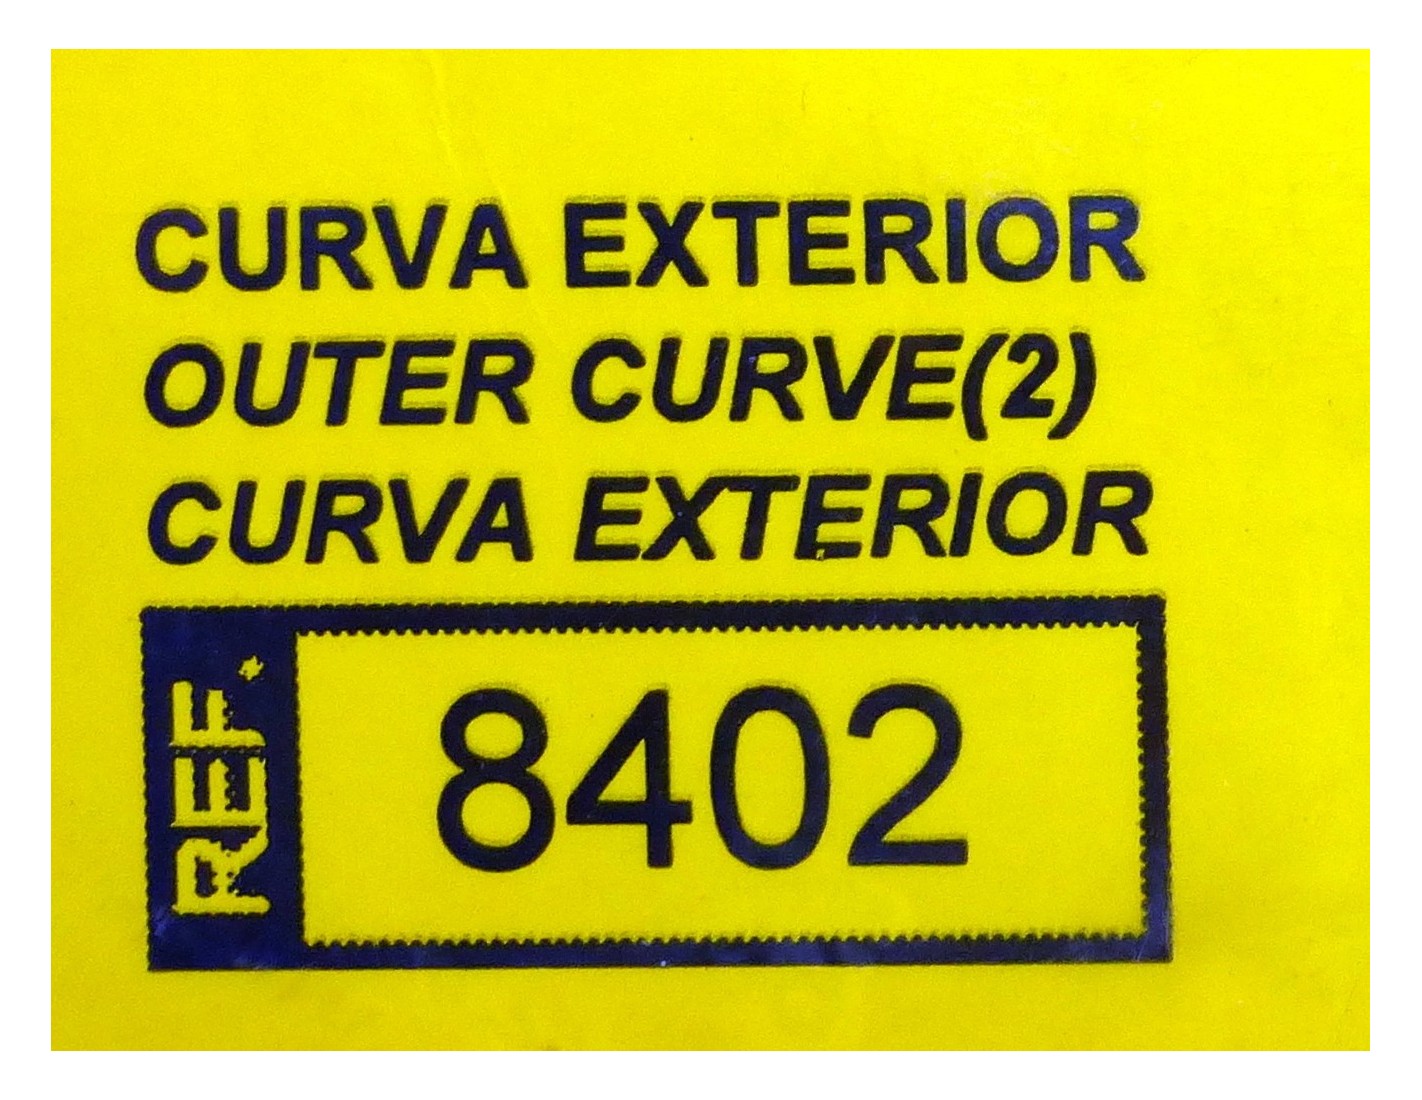 CURVA EXTERIOR
OUTER CURVE(2)
CURVA EXTERIOR
REF. 8402